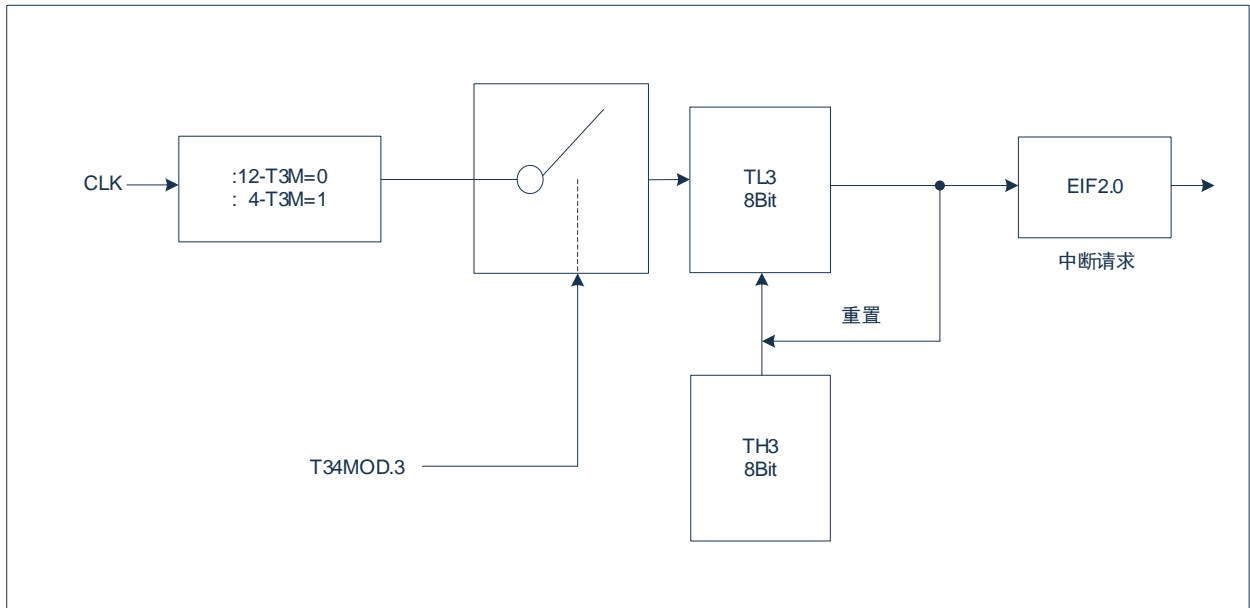 CLK
:12-T3M=0
: 4-T3M=1
TL3
8Bit
EIF2.0
中断请求
重置
TH3
8Bit
T34MOD.3